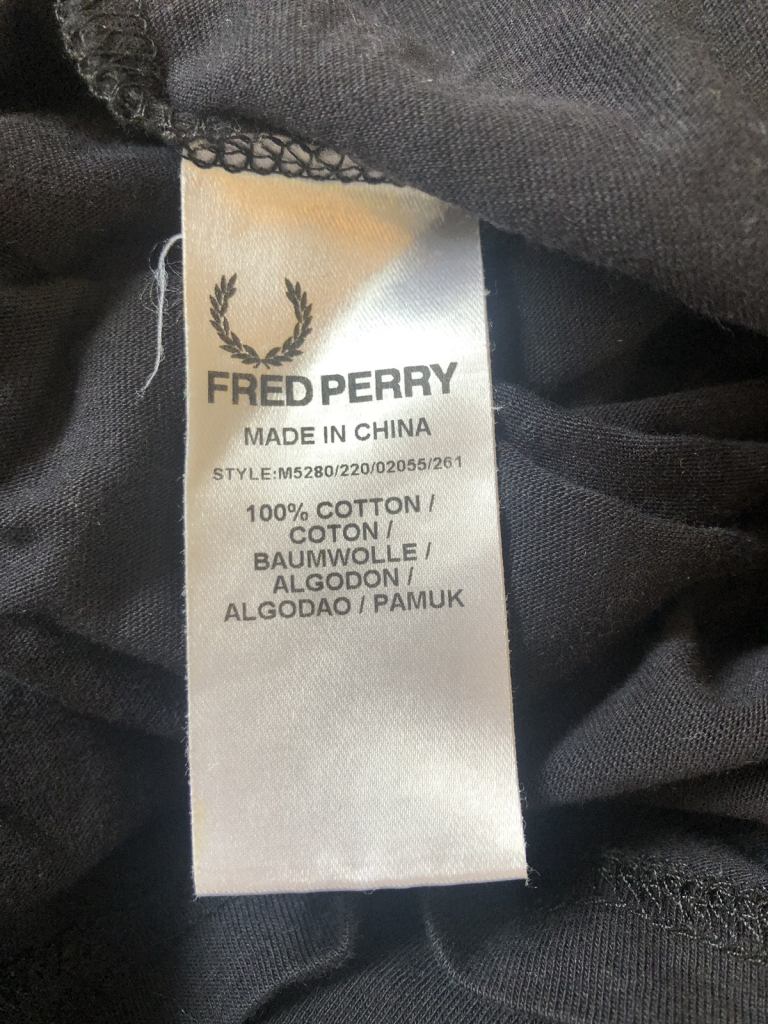 FRED PERRY
MADE IN CHINA
STYLE:M5280/220/02055/261
100% COTTON /
COTON /
BAUMWOLLE /
ALGODON /
ALGODAO / PAMUK